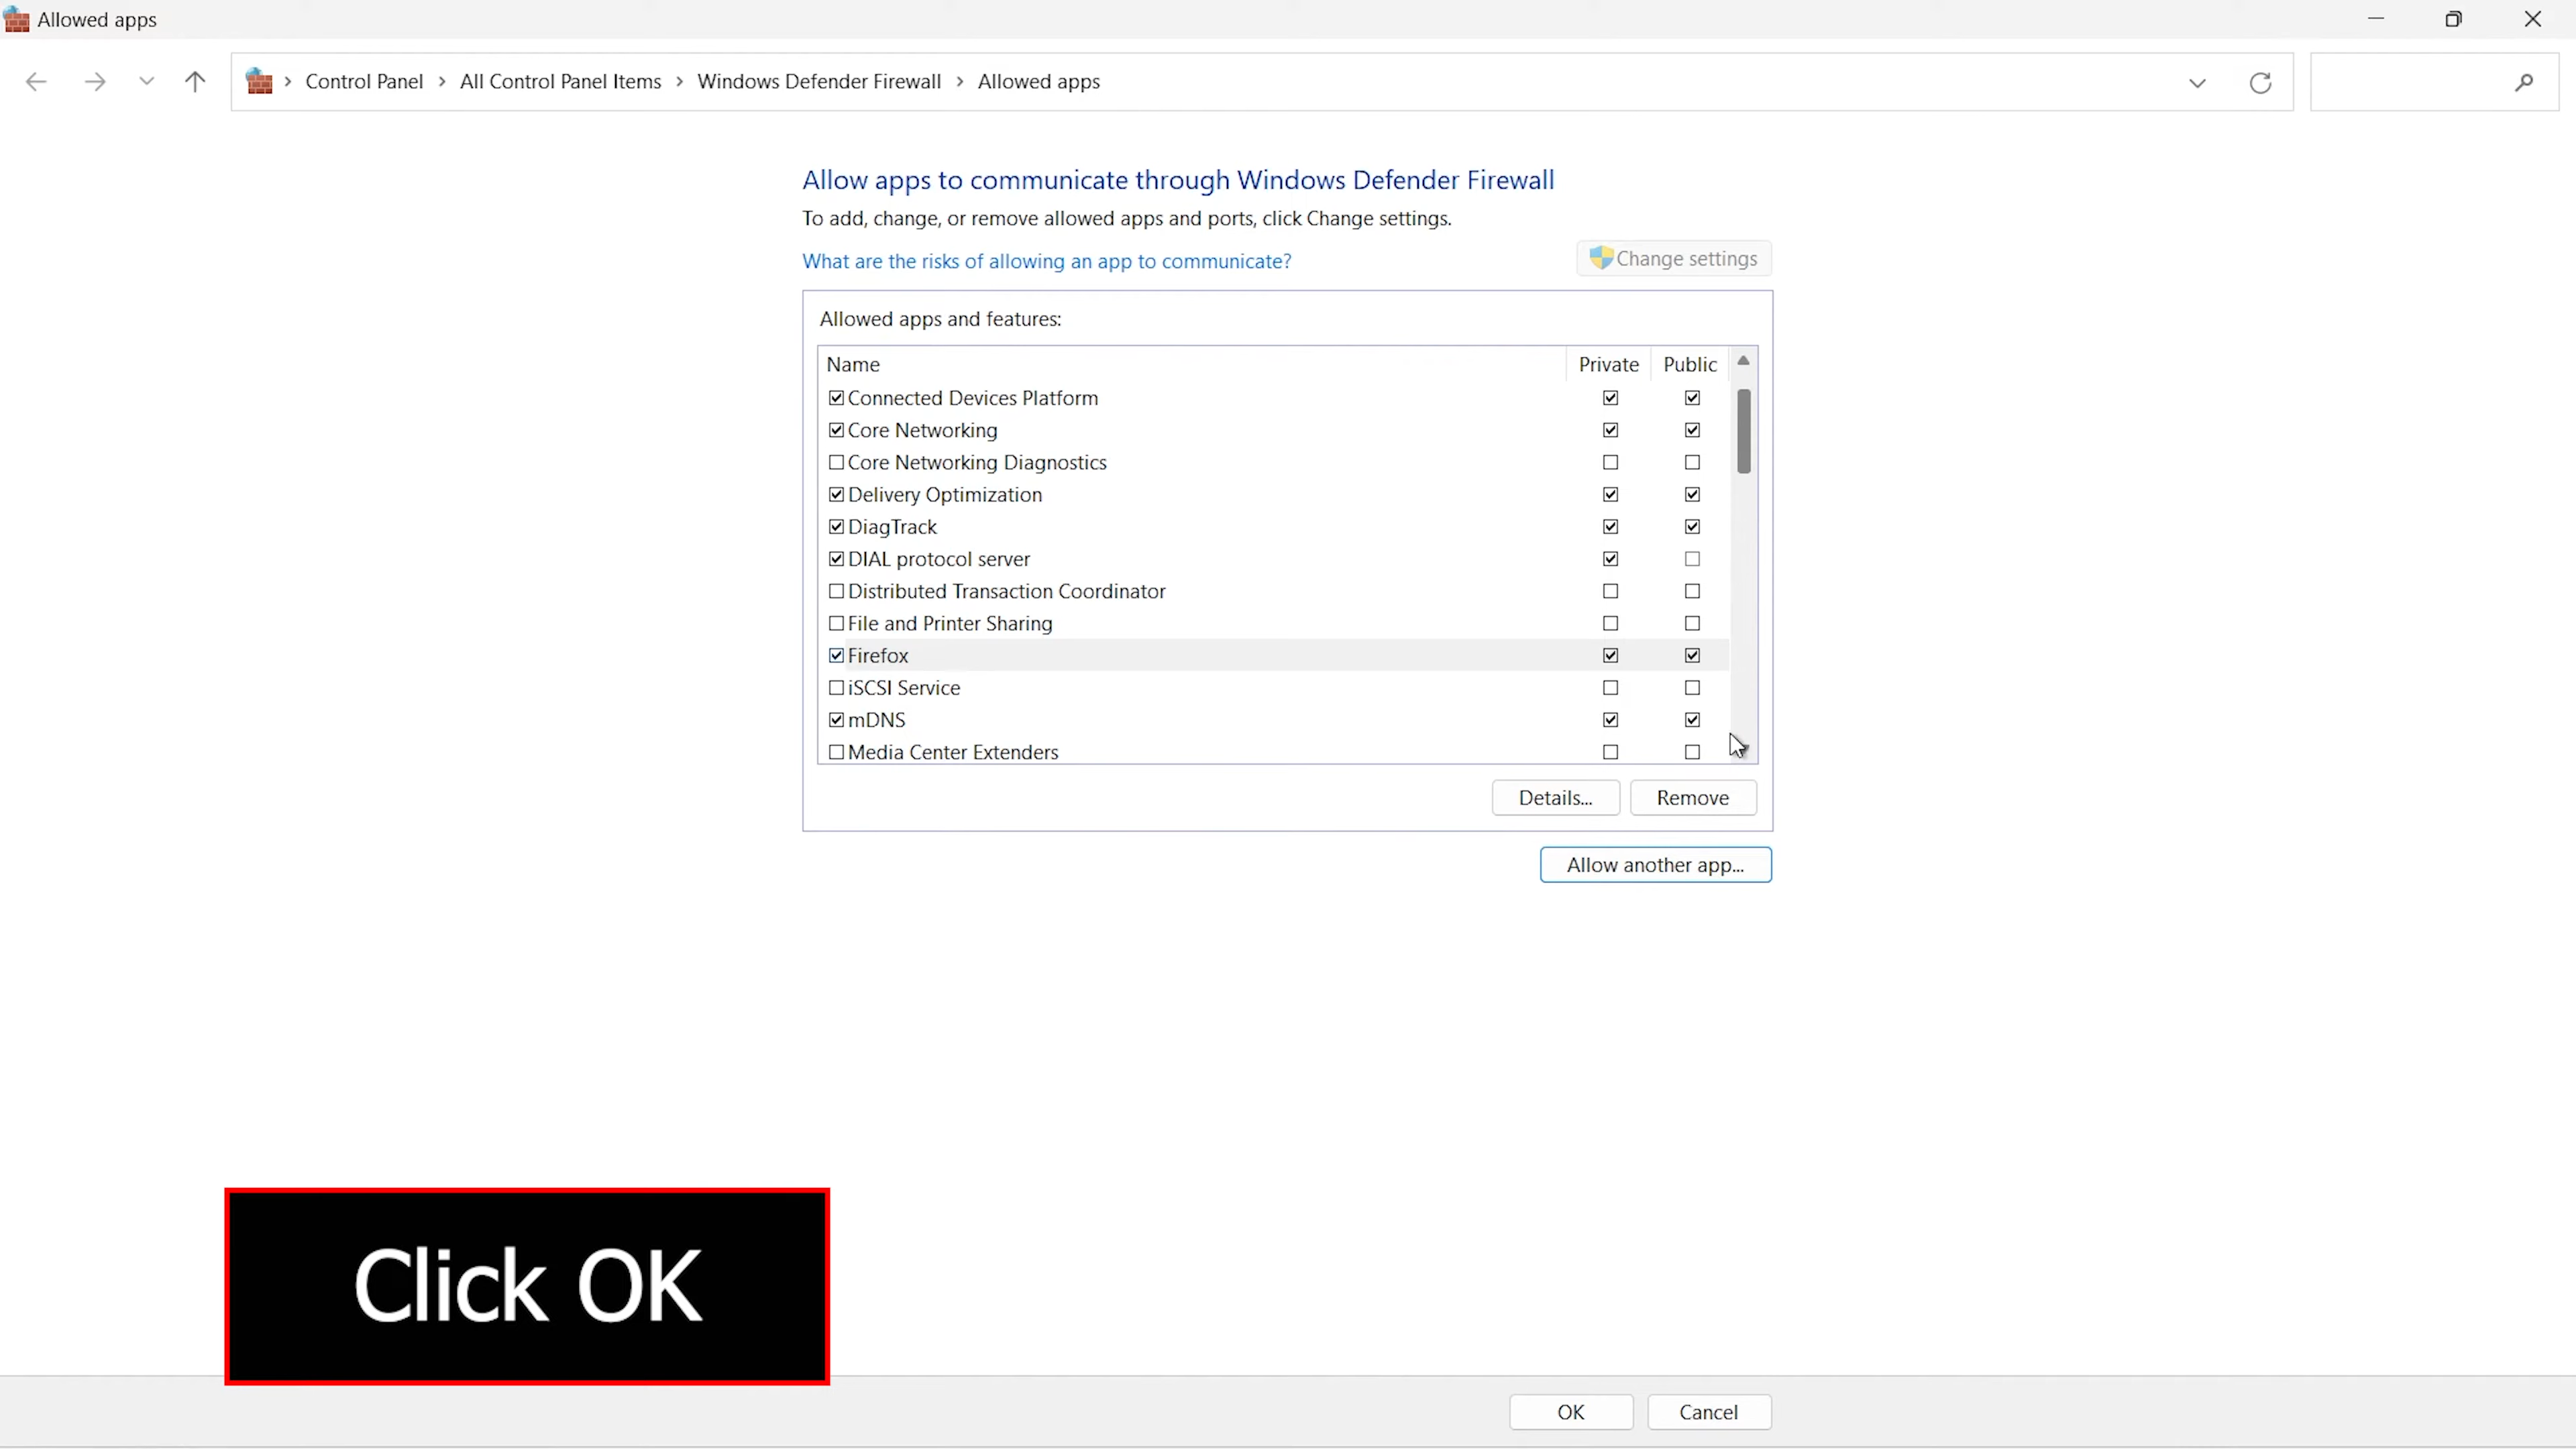 Allowed apps
Control Panel > All Control Panel Items > Windows Defender Firewall > Allowed apps
Allow apps to communicate through Windows Defender Firewall
To add, change, or remove allowed apps and ports, click Change settings.
What are the risks of allowing an app to communicate?
Change settings
Allowed apps and features:
Name Private Public
Connected Devices Platform
Core Networking
Core Networking Diagnostics
Delivery Optimization
DiagTrack
DIAL protocol server
Distributed Transaction Coordinator
File and Printer Sharing
Firefox
iSCSI Service
mDNS
Media Center Extenders
Details... Remove
Allow another app...
Click OK
OK Cancel